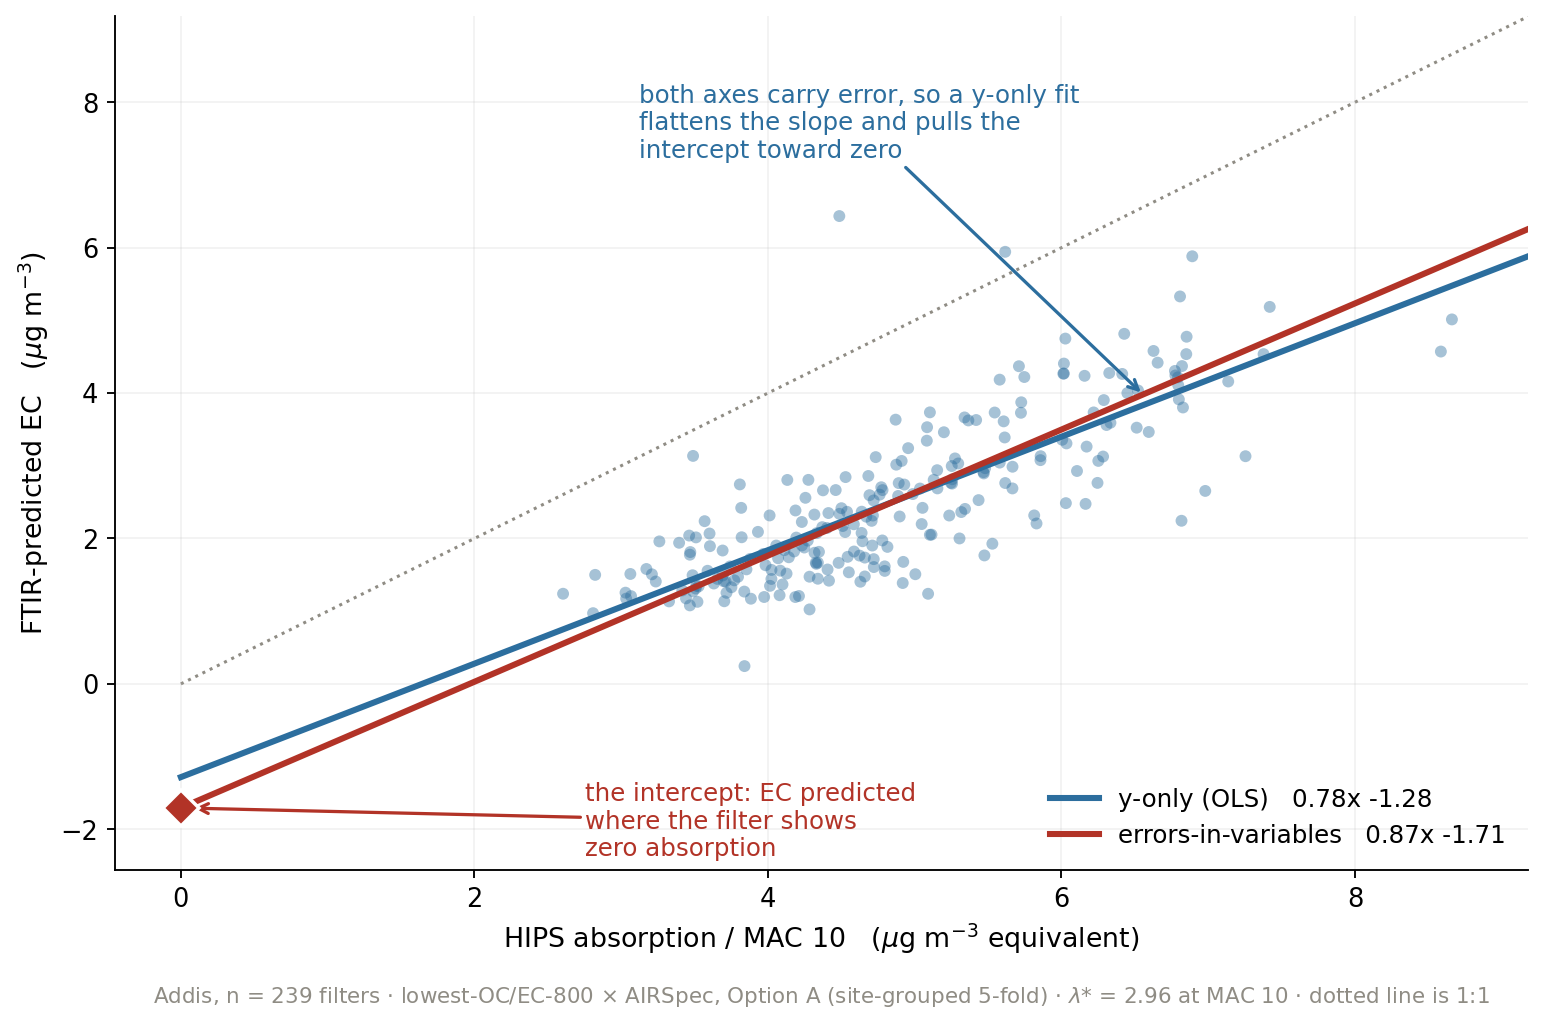 both axes carry error, so a y-only fit
flattens the slope and pulls the
intercept toward zero
8
6
4
2
0
−2
FTIR-predicted EC (μg m⁻³)
the intercept: EC predicted
where the filter shows
zero absorption
y-only (OLS) 0.78x -1.28
errors-in-variables 0.87x -1.71
0 2 4 6 8
HIPS absorption / MAC 10 (μg m⁻³ equivalent)
Addis, n = 239 filters · lowest-OC/EC-800 × AIRSpec, Option A (site-grouped 5-fold) · λ* = 2.96 at MAC 10 · dotted line is 1:1